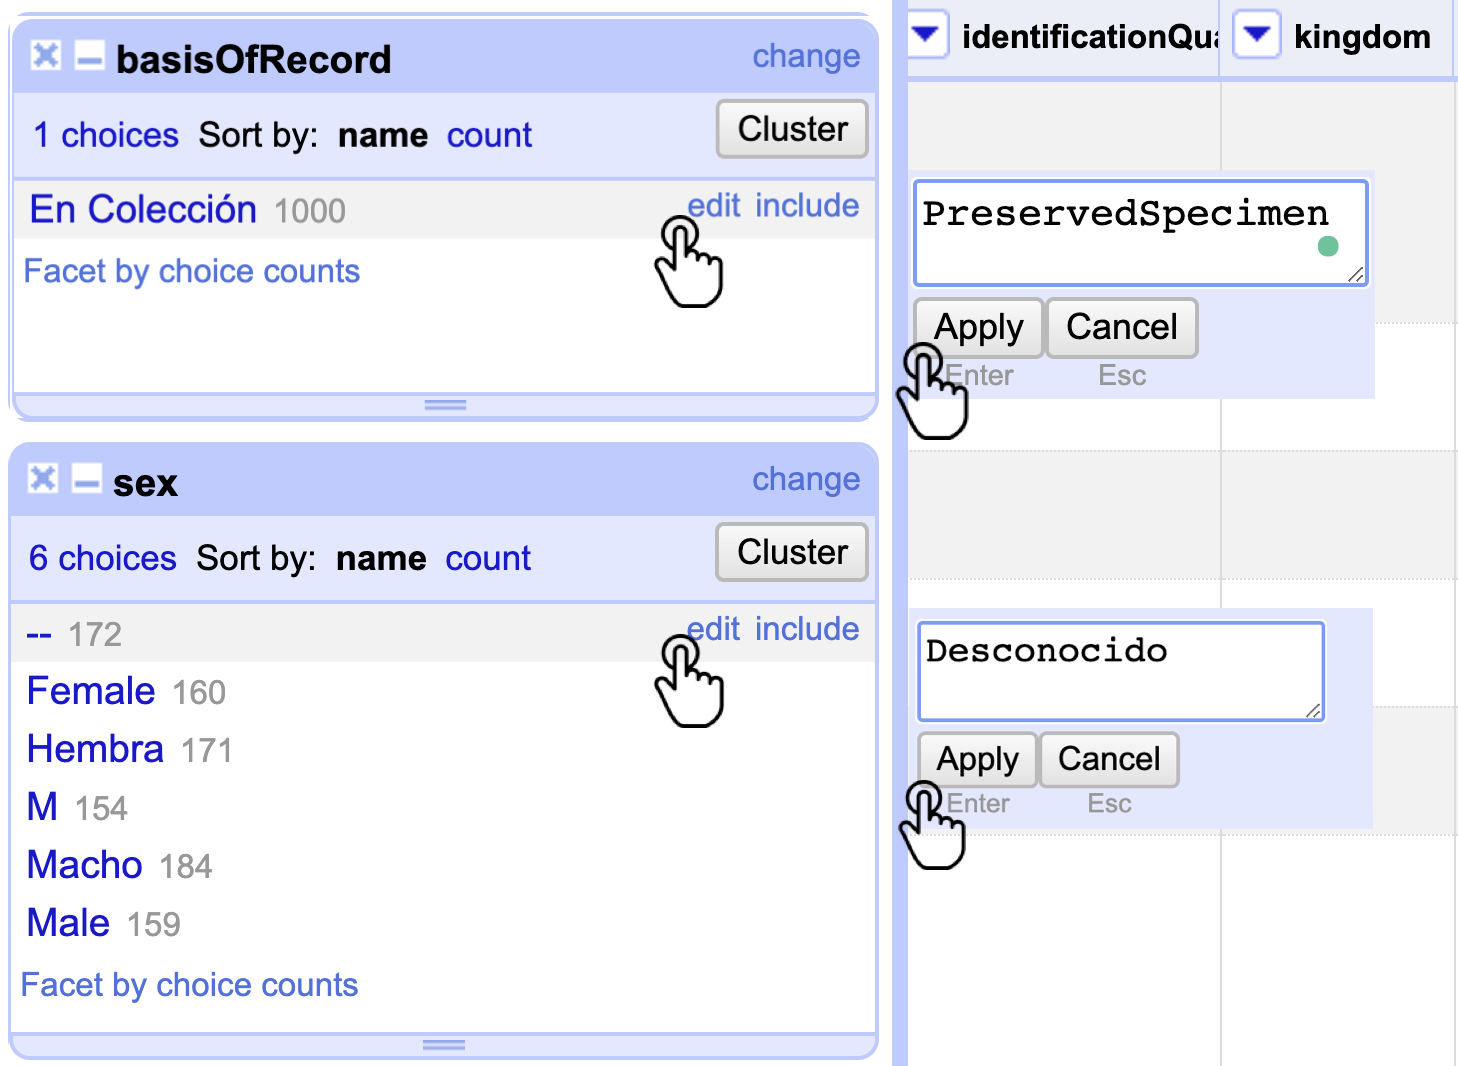 basisOfRecord change
1 choices Sort by: name count Cluster
En Colección 1000 edit include
Facet by choice counts
sex change
6 choices Sort by: name count Cluster
-- 172 edit include
Female 160
Hembra 171
M 154
Macho 184
Male 159
Facet by choice counts
identificationQua kingdom
PreservedSpecimen
Apply Cancel
Enter Esc
Desconocido
Apply Cancel
Enter Esc